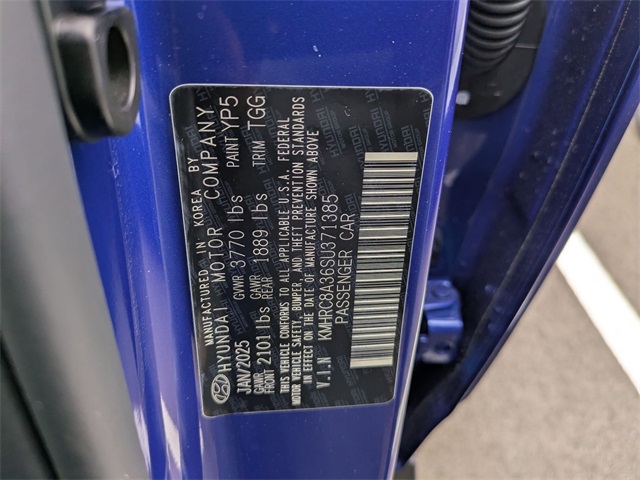 MANUFACTURED IN KOREA BY
HYUNDAI MOTOR COMPANY
JAN/2025 GVWR 3770 lbs PAINT YP5
GAWR FRONT 2101 lbs GAWR REAR 1889 lbs TRIM TGG
THIS VEHICLE CONFORMS TO ALL APPLICABLE U.S.A. FEDERAL
MOTOR VEHICLE SAFETY, BUMPER, AND THEFT PREVENTION STANDARDS
IN EFFECT ON THE DATE OF MANUFACTURE SHOWN ABOVE
V.I.N KMHRC8A36SU371385
PASSENGER CAR